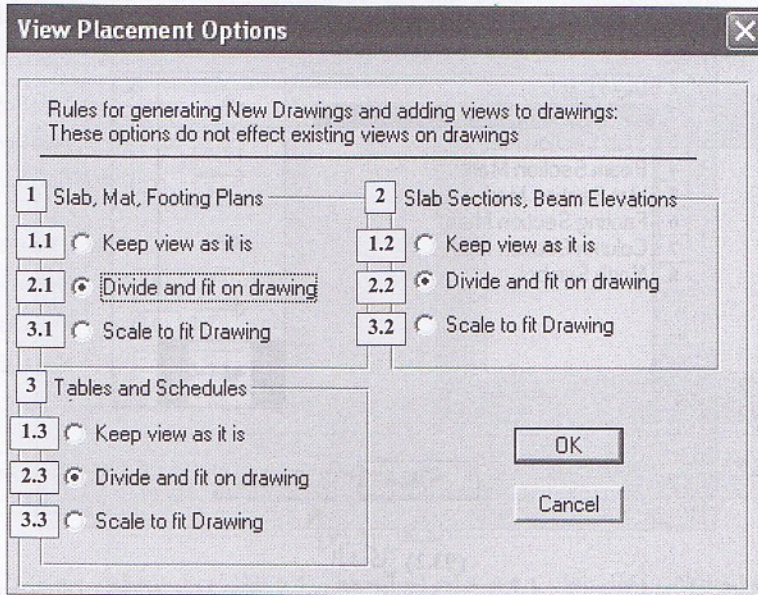 View Placement Options
Rules for generating New Drawings and adding views to drawings:
These options do not effect existing views on drawings
1 Slab, Mat, Footing Plans
1.1 Keep view as it is
2.1 Divide and fit on drawing
3.1 Scale to fit Drawing
2 Slab Sections, Beam Elevations
1.2 Keep view as it is
2.2 Divide and fit on drawing
3.2 Scale to fit Drawing
3 Tables and Schedules
1.3 Keep view as it is
2.3 Divide and fit on drawing
3.3 Scale to fit Drawing
OK
Cancel